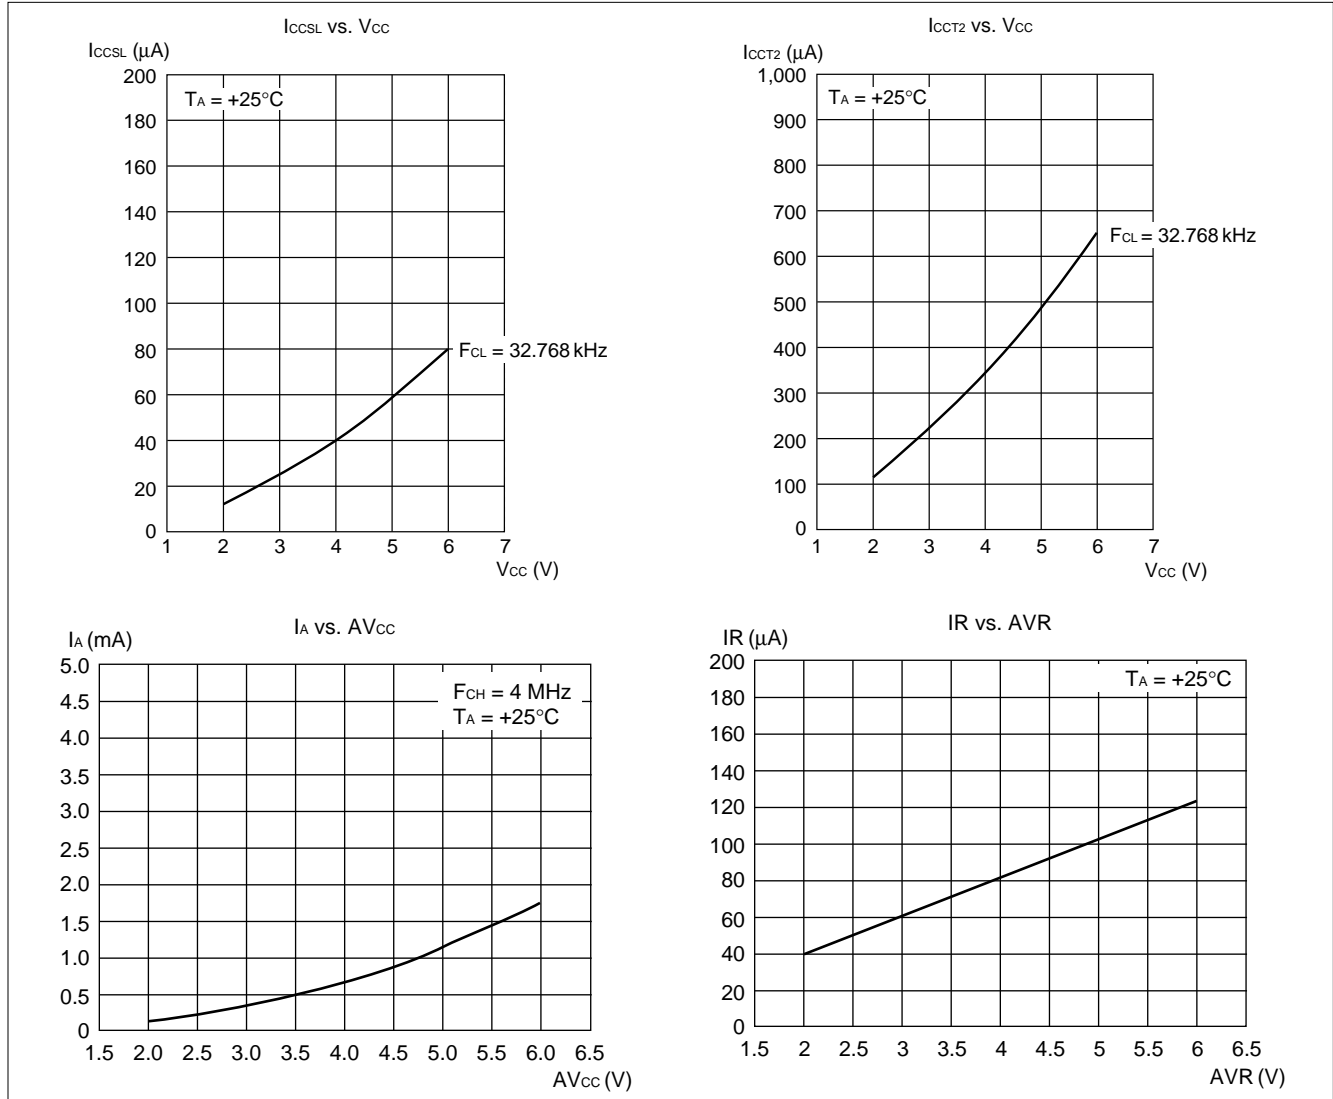 ICCSL vs. VCC
ICCSL (µA)
200
180
160
140
120
100
80
60
40
20
0
TA = +25°C
FCL = 32.768 kHz
1 2 3 4 5 6 7
VCC (V)
ICCT2 vs. VCC
ICCT2 (µA)
1,000
900
800
700
600
500
400
300
200
100
0
TA = +25°C
FCL = 32.768 kHz
1 2 3 4 5 6 7
VCC (V)
IA vs. AVCC
IA (mA)
5.0
4.5
4.0
3.5
3.0
2.5
2.0
1.5
1.0
0.5
0
FCH = 4 MHz
TA = +25°C
1.5 2.0 2.5 3.0 3.5 4.0 4.5 5.0 5.5 6.0 6.5
AVCC (V)
IR vs. AVR
IR (µA)
200
180
160
140
120
100
80
60
40
20
0
TA = +25°C
1.5 2 2.5 3 3.5 4 4.5 5 5.5 6 6.5
AVR (V)